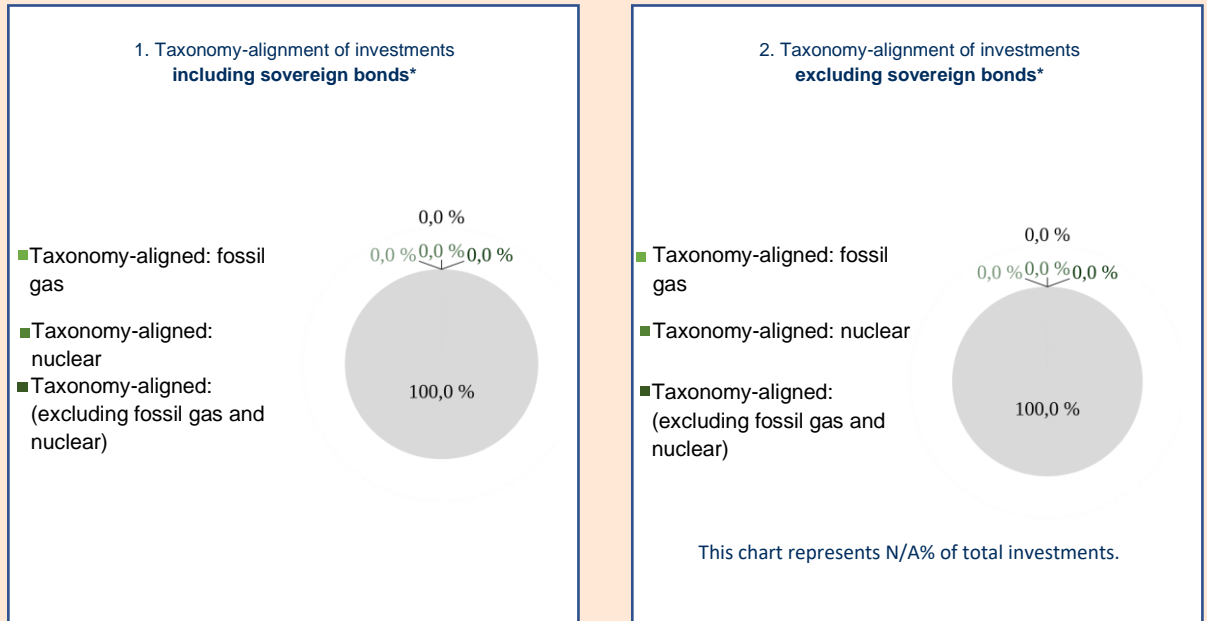 1. Taxonomy-alignment of investments
including sovereign bonds*
0,0 %
0,0 % 0,0 % 0,0 %
Taxonomy-aligned: fossil
gas
Taxonomy-aligned:
nuclear
Taxonomy-aligned:
(excluding fossil gas and
nuclear)
100,0 %
2. Taxonomy-alignment of investments
excluding sovereign bonds*
0,0 %
0,0 % 0,0 % 0,0 %
Taxonomy-aligned: fossil
gas
Taxonomy-aligned: nuclear
Taxonomy-aligned:
(excluding fossil gas and
nuclear)
100,0 %
This chart represents N/A% of total investments.